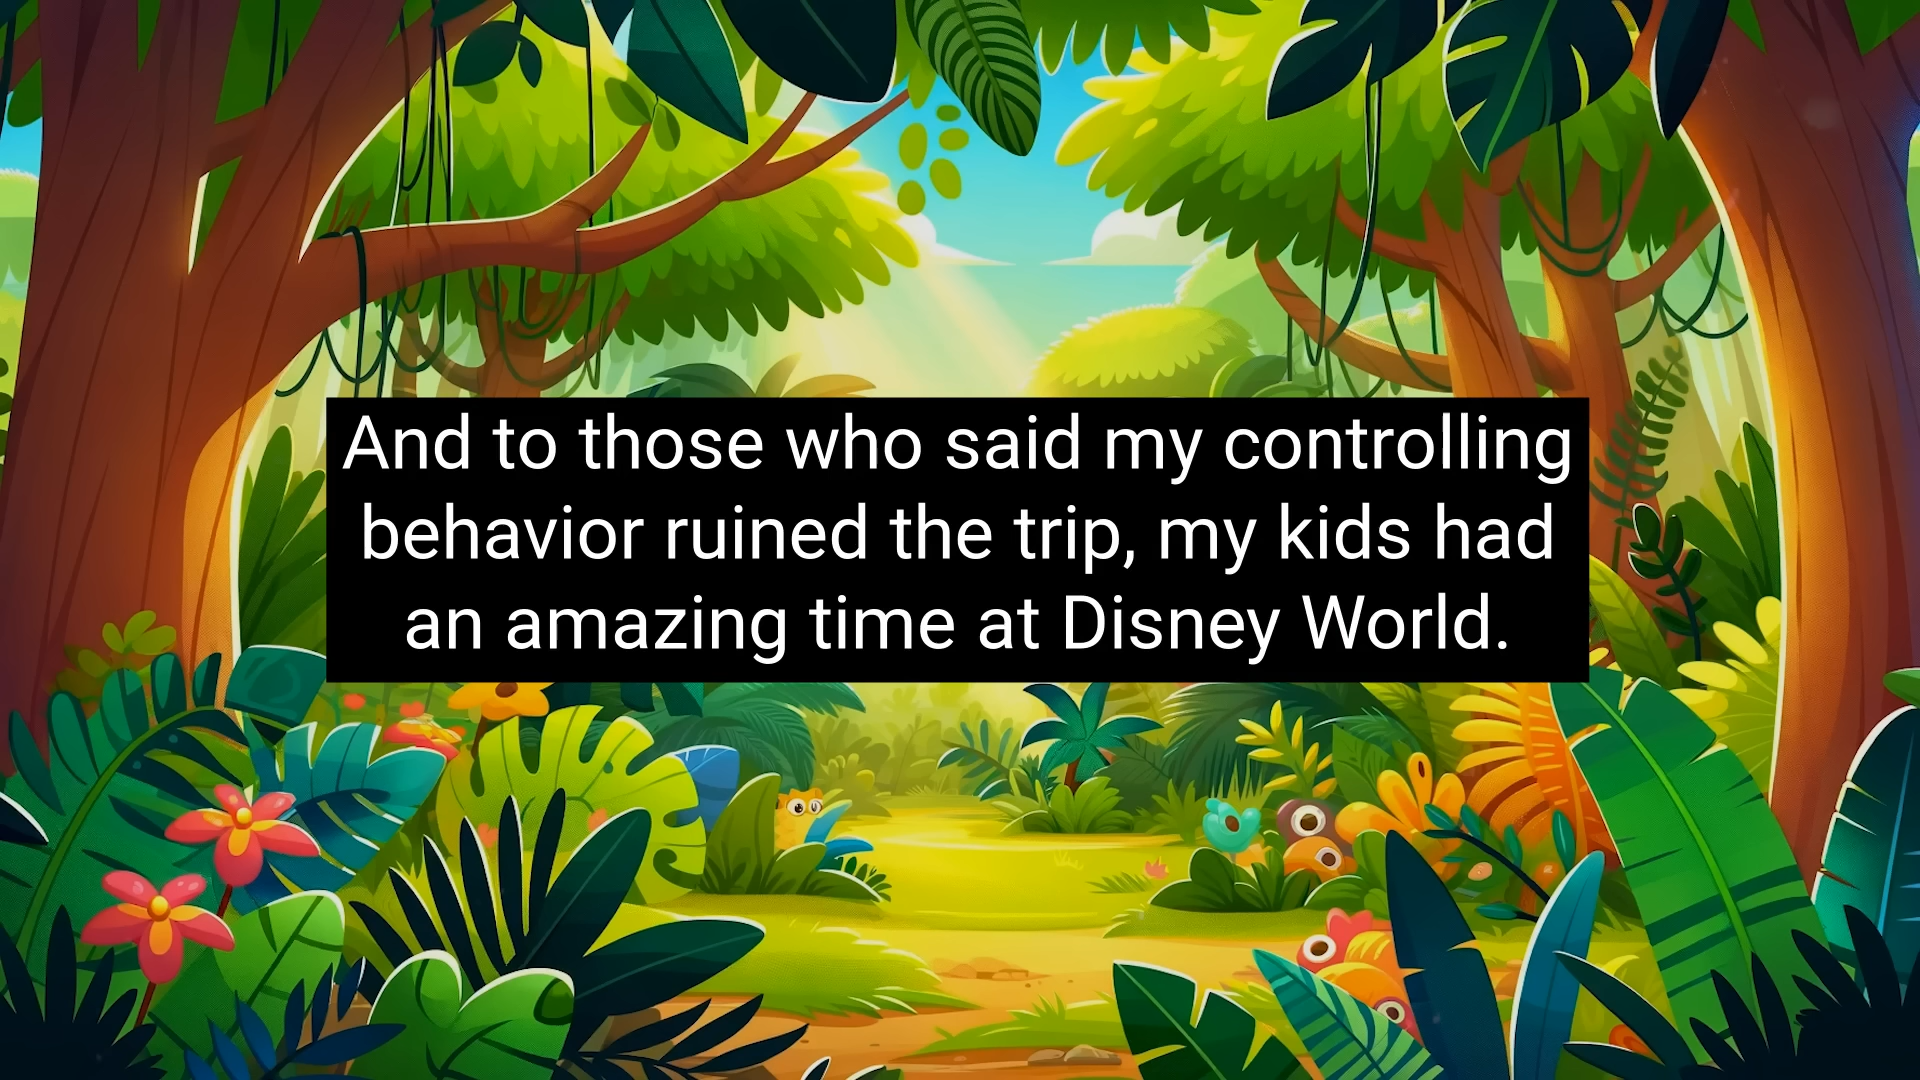 And to those who said my controlling
behavior ruined the trip, my kids had
an amazing time at Disney World.